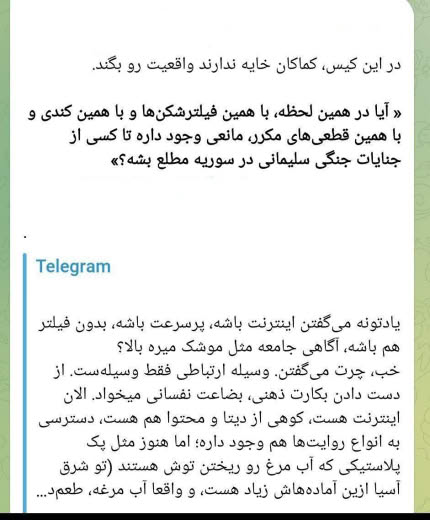 در این کیس، کماکان خایه ندارند واقعیت رو بگند.
« آیا در همین لحظه، با همین فیلترشکن‌ها و با همین کندی و
با همین قطعی‌های مکرر، مانعی وجود داره تا کسی از
جنایات جنگی سلیمانی در سوریه مطلع بشه؟»
.
Telegram
یادتونه می‌گفتن اینترنت باشه، پرسرعت باشه، بدون فیلتر
هم باشه، آگاهی جامعه مثل موشک میره بالا؟
خب، چرت می‌گفتن. وسیله ارتباطی فقط وسیله‌ست. از
دست دادن بکارت ذهنی، بضاعت نفسانی میخواد. الان
اینترنت هست، کوهی از دیتا و محتوا هم هست، دسترسی
به انواع روایت‌ها هم وجود داره؛ اما هنوز مثل پک
پلاستیکی که آب مرغ رو ریختن توش هستند (تو شرق
آسیا ازین آماده‌هاش زیاد هست، و واقعا آب مرغه، طعم‌د...